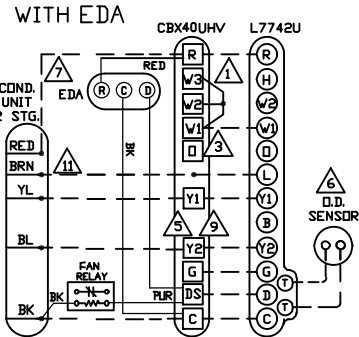 WITH EDA
CBX40UHV L7742U
7 RED R R
COND. UNIT 2 STG.
EDA R C D
W3 1 H
W2 W2
W1 W1
RED 3
BK O O
BRN 11 L
YL Y1 Y1
6
O.D. SENSOR
5 9 B
BL Y2 Y2
G G
FAN RELAY
T
BK PUR DS D
T
BK C C